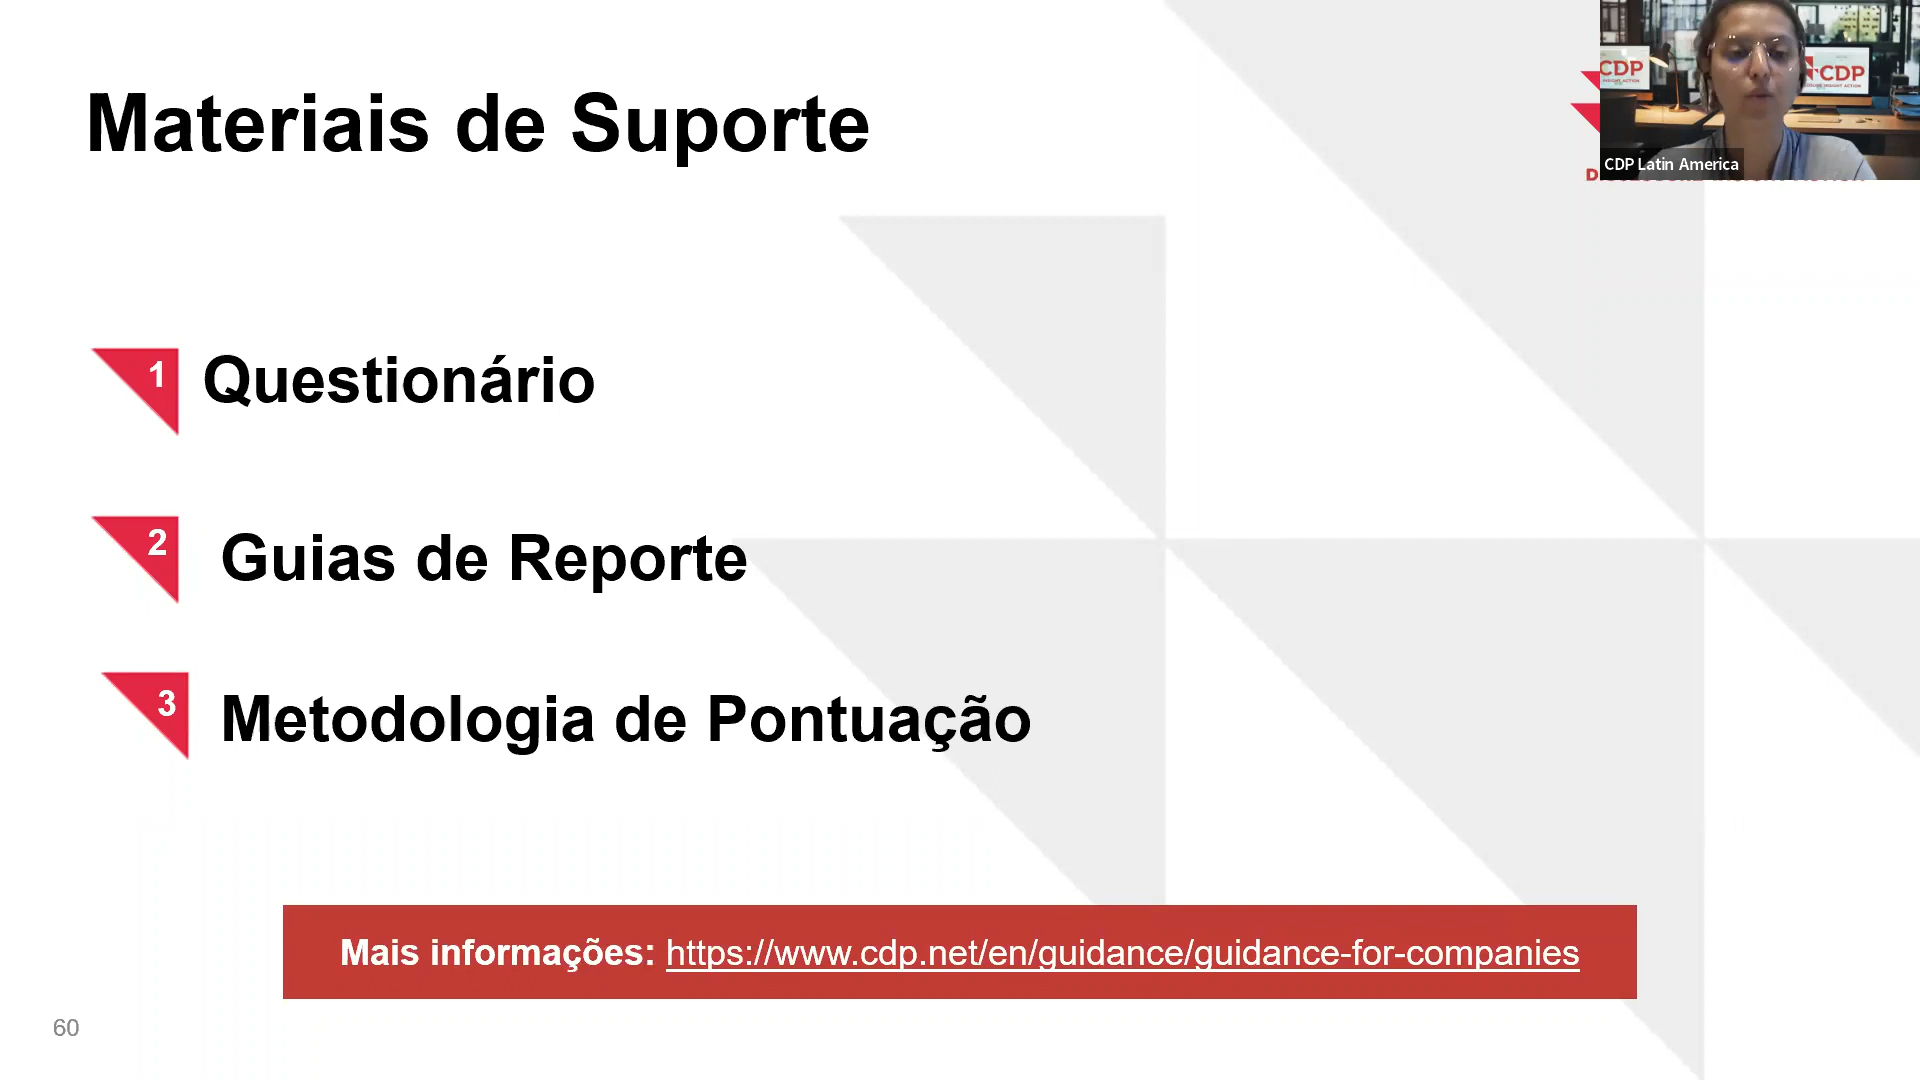 Materiais de Suporte
CDP
CDP
CDP Latin America
1 Questionário
2 Guias de Reporte
3 Metodologia de Pontuação
Mais informações: https://www.cdp.net/en/guidance/guidance-for-companies
60